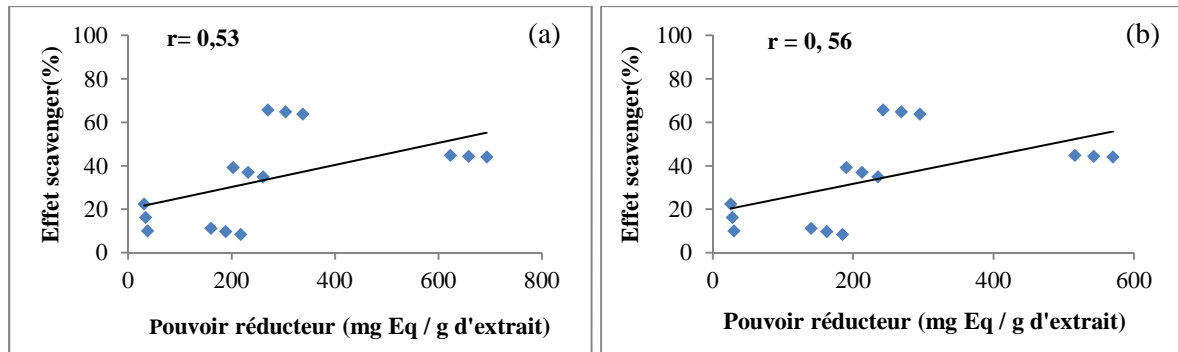 r= 0,53
(a)
Effet scavenger(%)
100
80
60
40
20
0
0 200 400 600 800
Pouvoir réducteur (mg Eq / g d'extrait)
r = 0, 56
(b)
Effet scavenger(%)
100
80
60
40
20
0
0 200 400 600
Pouvoir réducteur (mg Eq / g d'extrait)